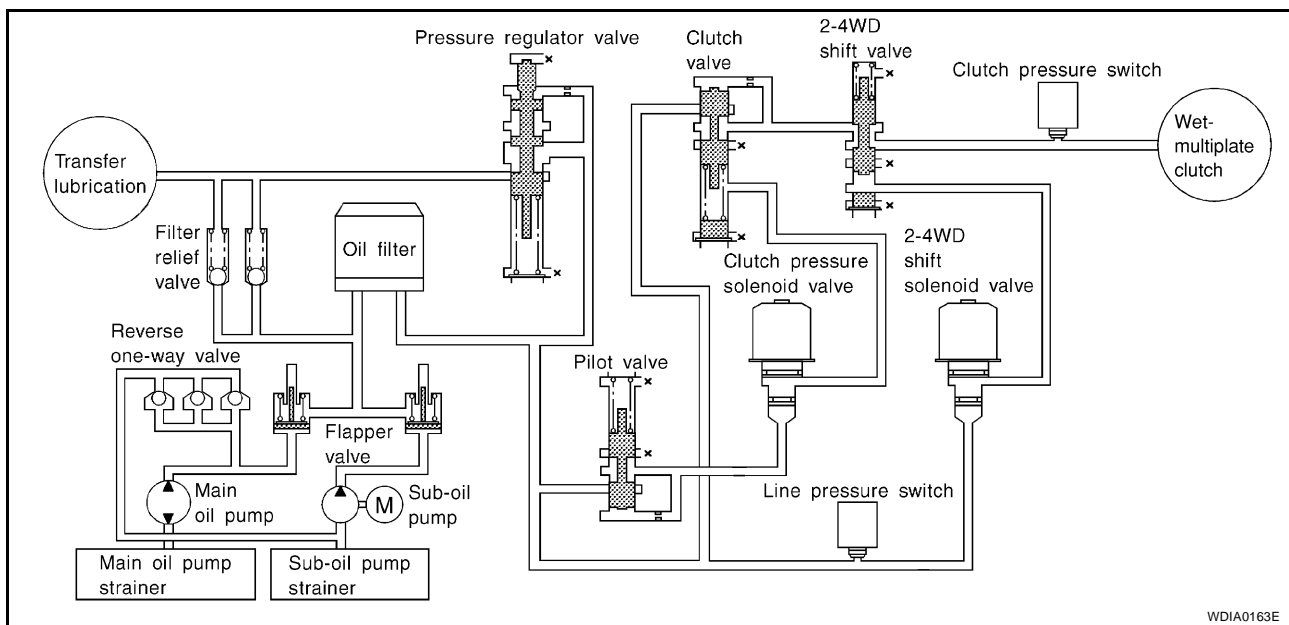 Pressure regulator valve
Clutch
valve
2-4WD
shift valve
Clutch pressure switch
Transfer
lubrication
Wet-
multiplate
clutch
Filter
relief
valve
Oil filter
Clutch pressure
solenoid valve
2-4WD
shift
solenoid valve
Reverse
one-way valve
Pilot valve
Flapper
valve
Main
oil pump
M
Sub-oil
pump
Line pressure switch
Main oil pump
strainer
Sub-oil pump
strainer
WDIA0163E